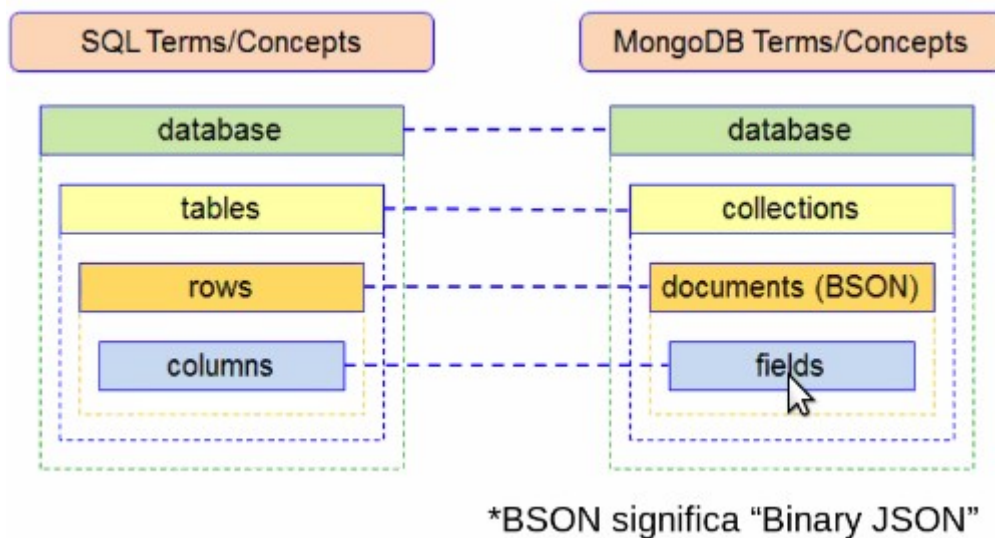 SQL Terms/Concepts
MongoDB Terms/Concepts
database
database
tables
collections
rows
documents (BSON)
columns
fields
*BSON significa “Binary JSON”